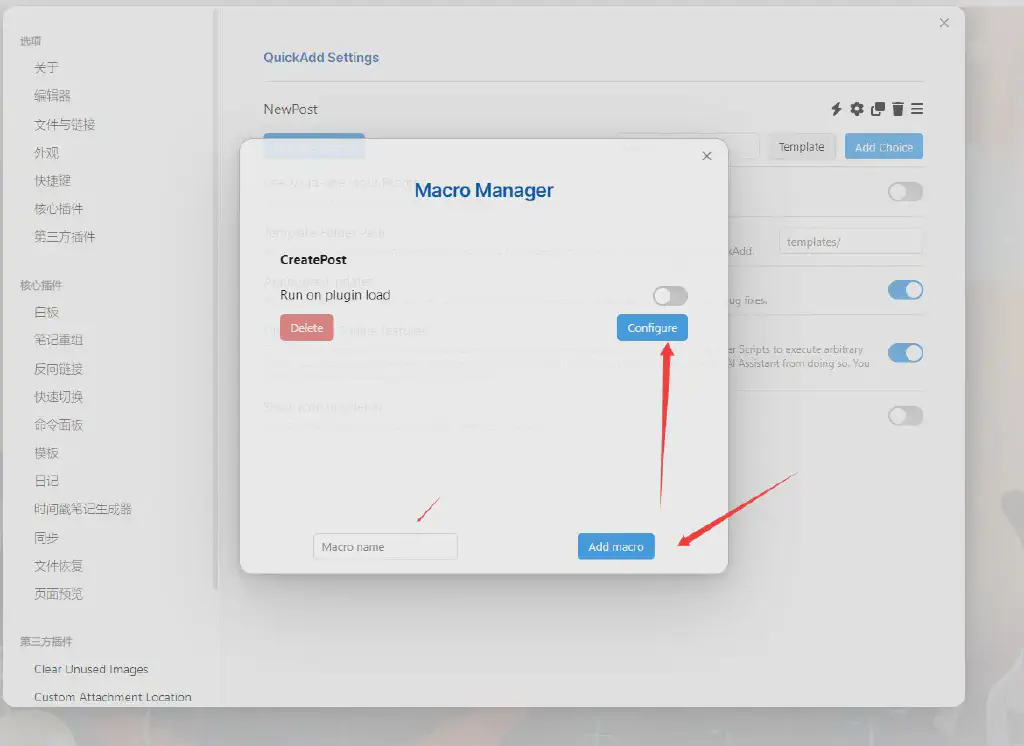 选项
关于
编辑器
文件与链接
外观
快捷键
核心插件
第三方插件
核心插件
白板
笔记重组
反向链接
快速切换
命令面板
模板
日记
时间戳笔记生成器
同步
文件恢复
页面预览
第三方插件
Clear Unused Images
Custom Attachment Location
QuickAdd Settings
NewPost
Template
Add Choice
Template Folder Path
templates/
kAdd.
ug fixes.
er Scripts to execute arbitrary
AI Assistant from doing so. You
Macro Manager
CreatePost
Run on plugin load
Delete
Configure
Macro name
Add macro